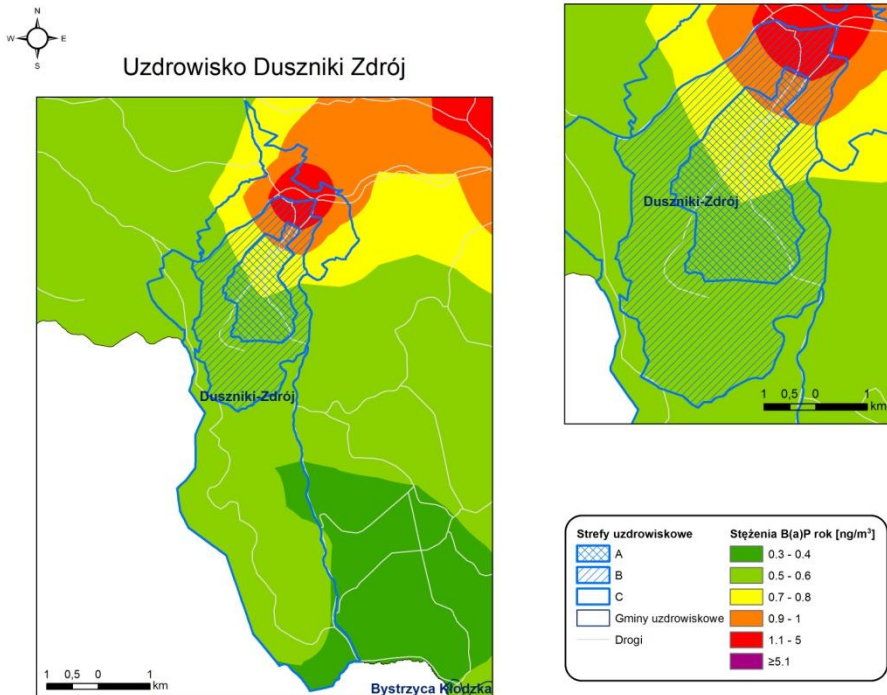 N
W E
S
Uzdrowisko Duszniki Zdrój
Duszniki-Zdrój
1 0,5 0 1
km
Bystrzyca Kłodzka
Duszniki-Zdrój
1 0,5 0 1
km
Strefy uzdrowiskowe
A
B
C
Gminy uzdrowiskowe
Drogi
Stężenia B(a)P rok [ng/m³]
0.3 - 0.4
0.5 - 0.6
0.7 - 0.8
0.9 - 1
1.1 - 5
≥5.1